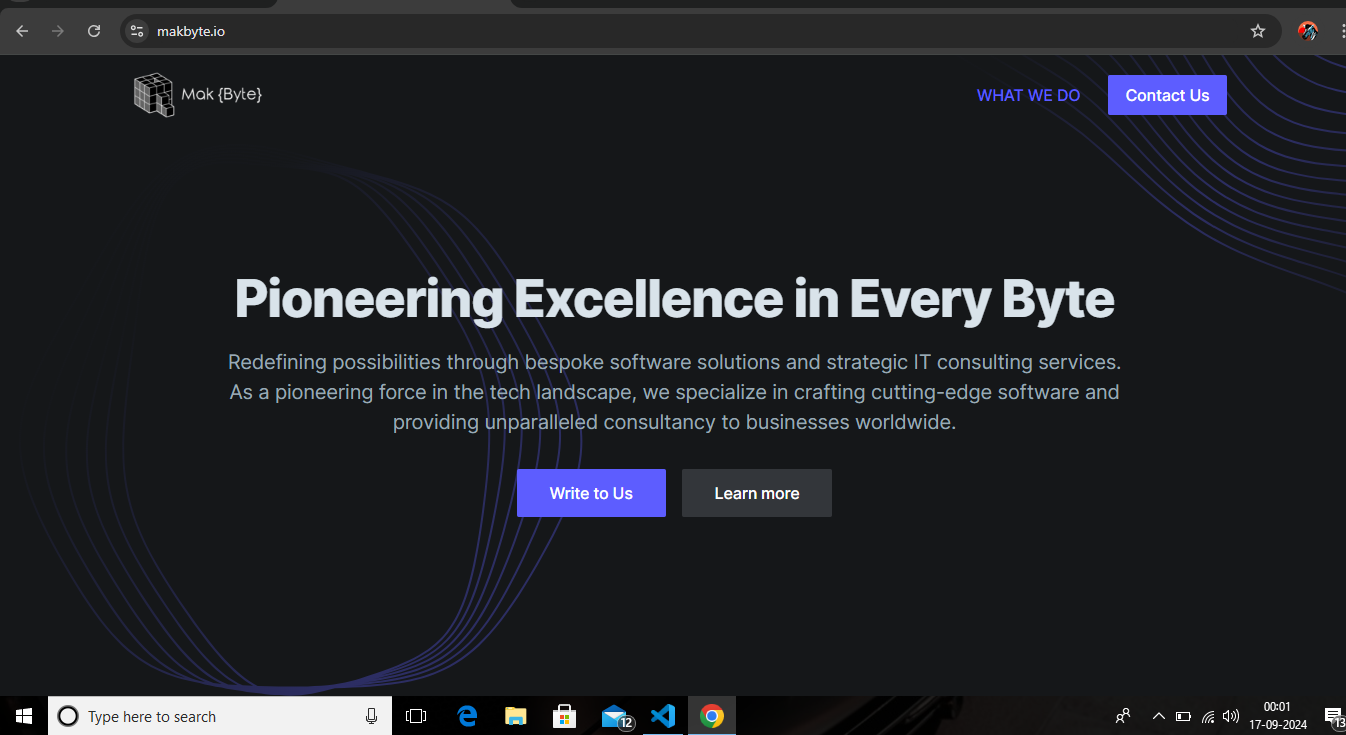 makbyte.io
Mak {Byte}
WHAT WE DO
Contact Us
Pioneering Excellence in Every Byte
Redefining possibilities through bespoke software solutions and strategic IT consulting services.
As a pioneering force in the tech landscape, we specialize in crafting cutting-edge software and
providing unparalleled consultancy to businesses worldwide.
Write to Us
Learn more
Type here to search
12
00:01
17-09-2024
13